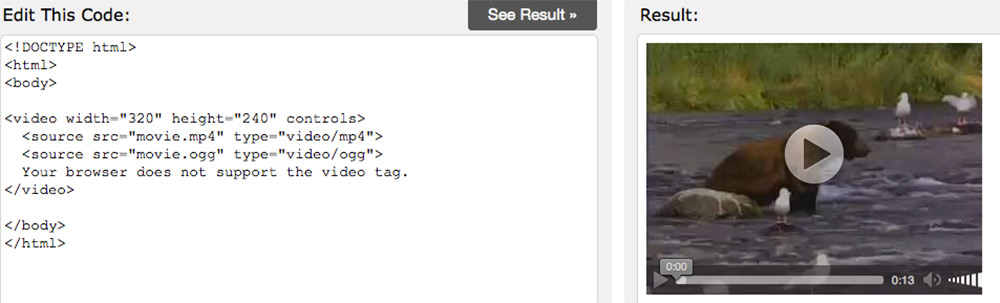 Edit This Code:
See Result »
<!DOCTYPE html>
<html>
<body>
<video width="320" height="240" controls>
<source src="movie.mp4" type="video/mp4">
<source src="movie.ogg" type="video/ogg">
Your browser does not support the video tag.
</video>
</body>
</html>
Result:
0:00
0:13